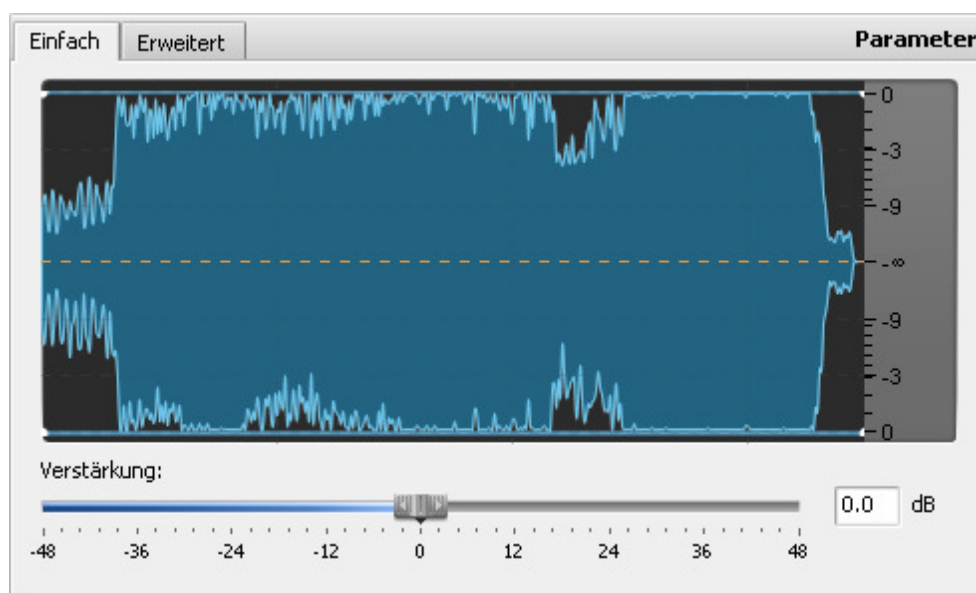 Einfach Erweitert Parameter
0
-3
-9
-∞
-9
-3
0
Verstärkung:
0.0 dB
-48 -36 -24 -12 0 12 24 36 48